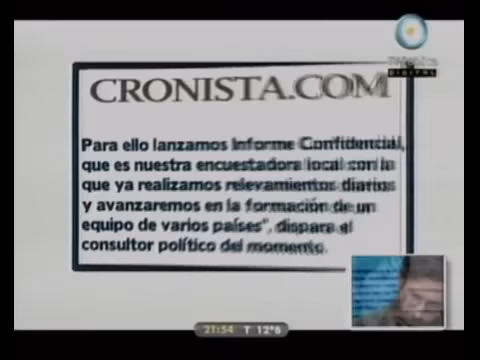 CRONISTA.COM
Para ello lanzamos Informe Confidencial,
que es nuestra encuestadora local con la
que ya realizamos relevamientos diarios
y avanzaremos en la formación de un
equipo de varios países", dispara el
consultor político del momento.
DIGITAL
21:54 T 12°6